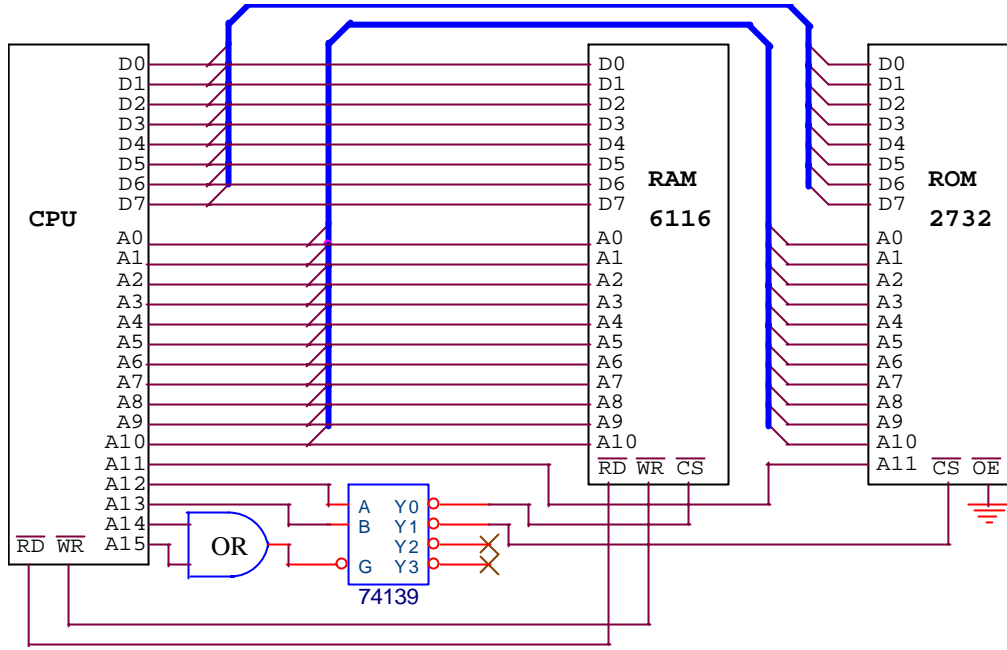 CPU
D0
D1
D2
D3
D4
D5
D6
D7
A0
A1
A2
A3
A4
A5
A6
A7
A8
A9
A10
A11
A12
A13
A14
A15
RD WR
OR
A Y0
B Y1
Y2
G Y3
74139
D0
D1
D2
D3
D4
D5
D6
D7
RAM
6116
A0
A1
A2
A3
A4
A5
A6
A7
A8
A9
A10
RD WR CS
D0
D1
D2
D3
D4
D5
D6
D7
ROM
2732
A0
A1
A2
A3
A4
A5
A6
A7
A8
A9
A10
A11
CS OE